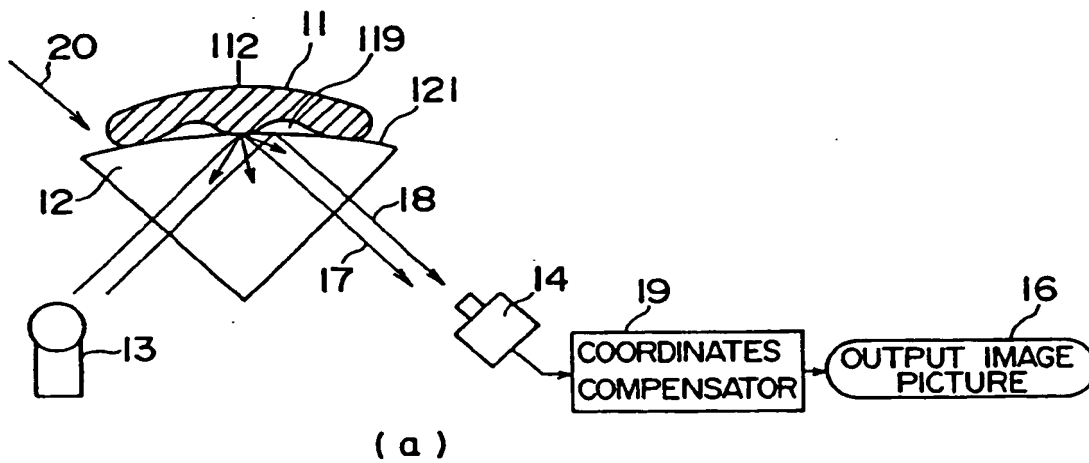 20
112
11
119
121
12
18
17
13
14
19
COORDINATES
COMPENSATOR
16
OUTPUT IMAGE
PICTURE
(a)